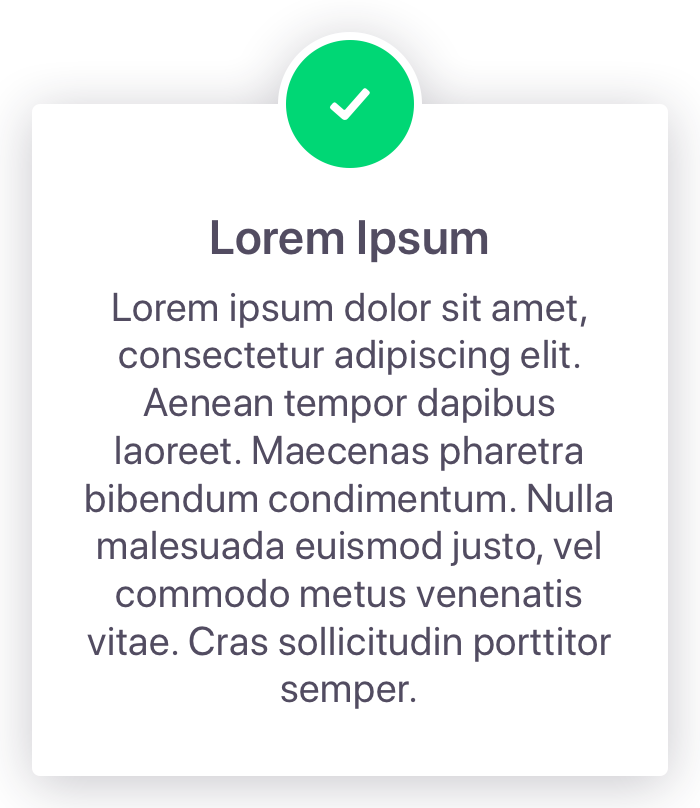 Lorem Ipsum
Lorem ipsum dolor sit amet,
consectetur adipiscing elit.
Aenean tempor dapibus
laoreet. Maecenas pharetra
bibendum condimentum. Nulla
malesuada euismod justo, vel
commodo metus venenatis
vitae. Cras sollicitudin porttitor
semper.